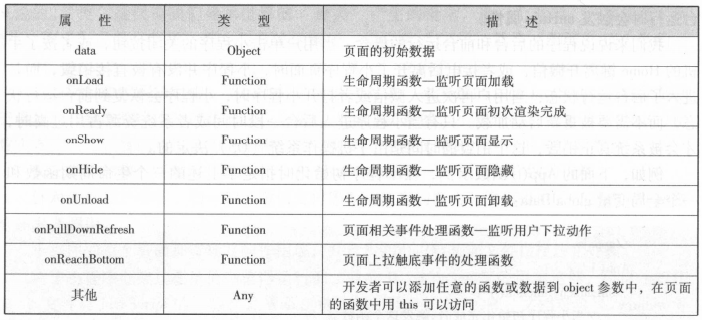 属 性 类 型 描 述
data Object 页面的初始数据
onLoad Function 生命周期函数—监听页面加载
onReady Function 生命周期函数—监听页面初次渲染完成
onShow Function 生命周期函数—监听页面显示
onHide Function 生命周期函数—监听页面隐藏
onUnload Function 生命周期函数—监听页面卸载
onPullDownRefresh Function 页面相关事件处理函数—监听用户下拉动作
onReachBottom Function 页面上拉触底事件的处理函数
其他 Any 开发者可以添加任意的函数或数据到 object 参数中，在页面
的函数中用 this 可以访问